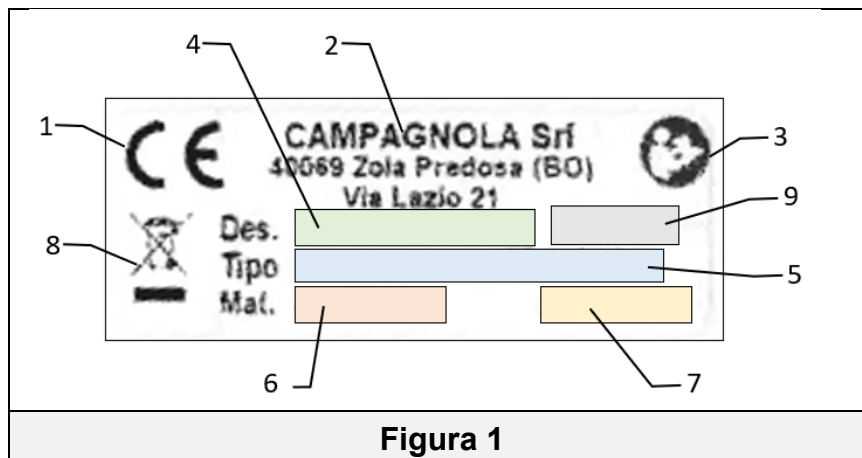 4
2
1
CE
CAMPAGNOLA Srl
3
40069 Zola Predosa (BO)
Via Lazio 21
9
8
Des.
Tipo
5
Mat.
6
7
Figura 1